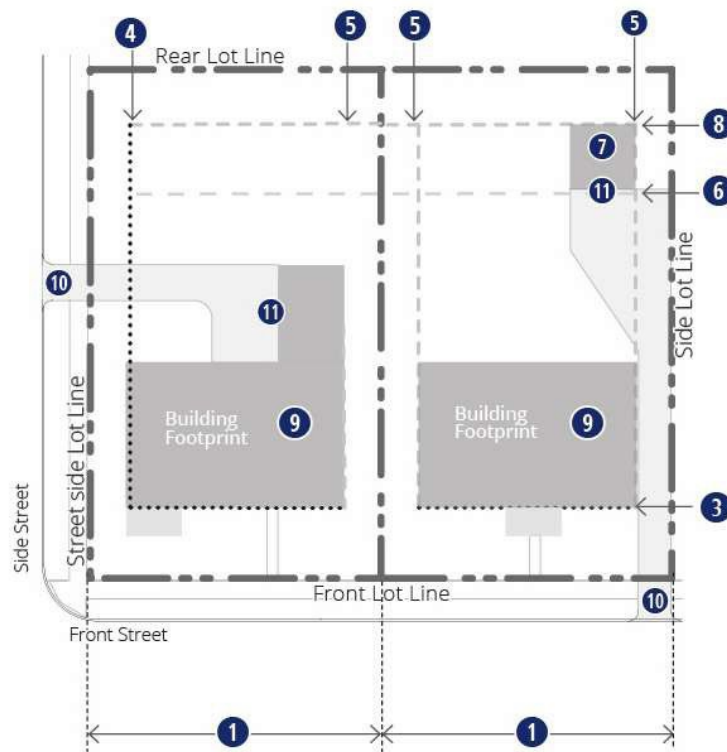 4
5
5
5
Rear Lot Line
8
7
11
6
10
11
Side Lot Line
Building
Footprint
9
Building
Footprint
9
Street side Lot Line
Side Street
3
Front Lot Line
10
Front Street
1
1